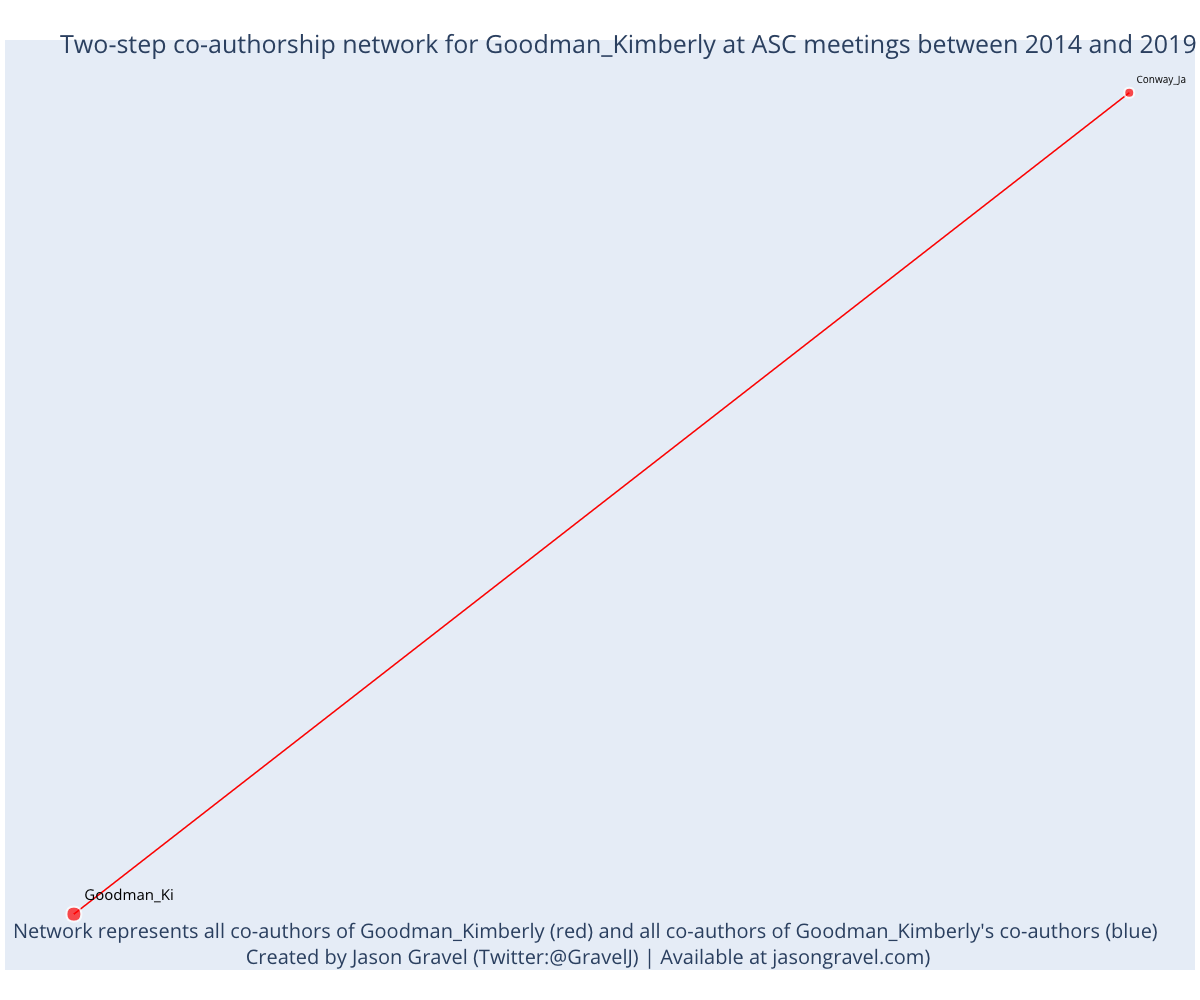 Two-step co-authorship network for Goodman_Kimberly at ASC meetings between 2014 and 2019
Conway_Ja
Goodman_Ki
Network represents all co-authors of Goodman_Kimberly (red) and all co-authors of Goodman_Kimberly's co-authors (blue)
Created by Jason Gravel (Twitter:@GravelJ) | Available at jasongravel.com)